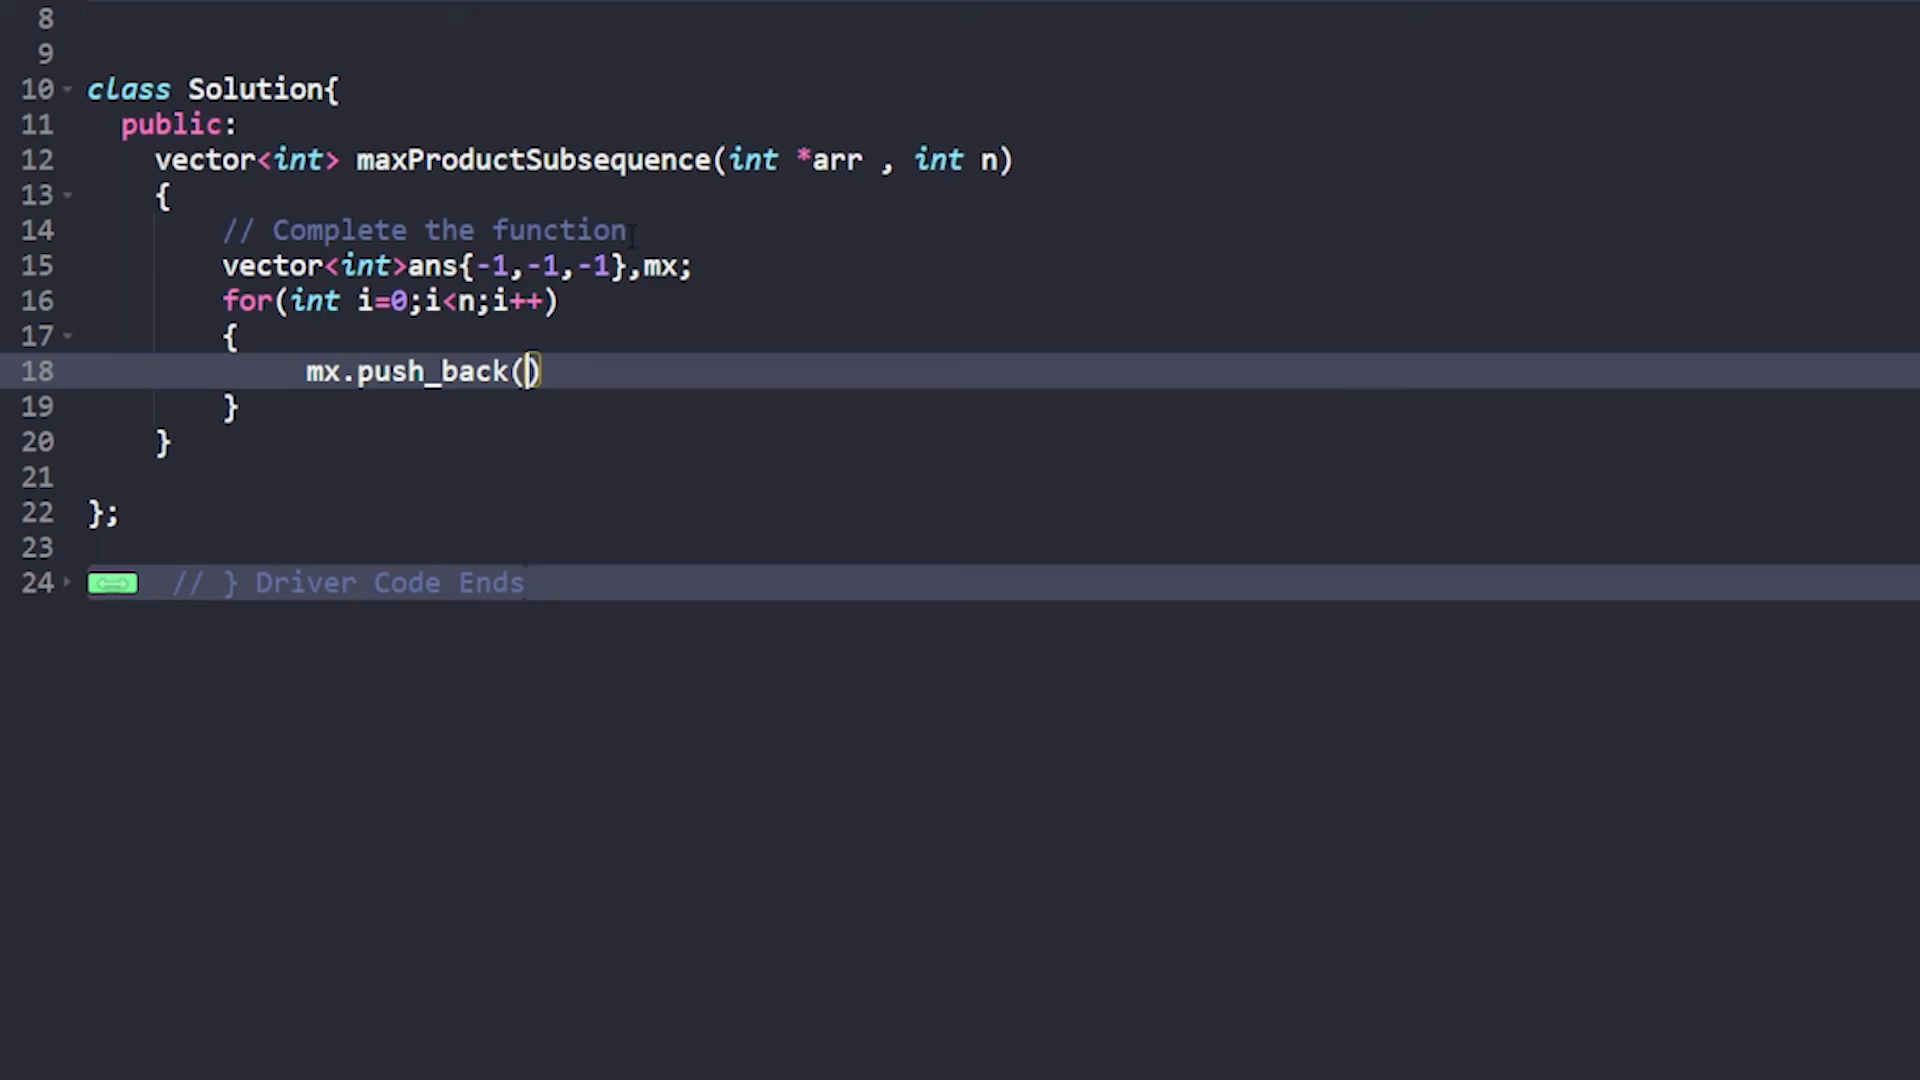 8
9
10 class Solution{
11 public:
12 vector<int> maxProductSubsequence(int *arr , int n)
13 {
14 // Complete the function
15 vector<int>ans{-1,-1,-1},mx;
16 for(int i=0;i<n;i++)
17 {
18 mx.push_back()
19 }
20 }
21
22 };
23
24 // } Driver Code Ends